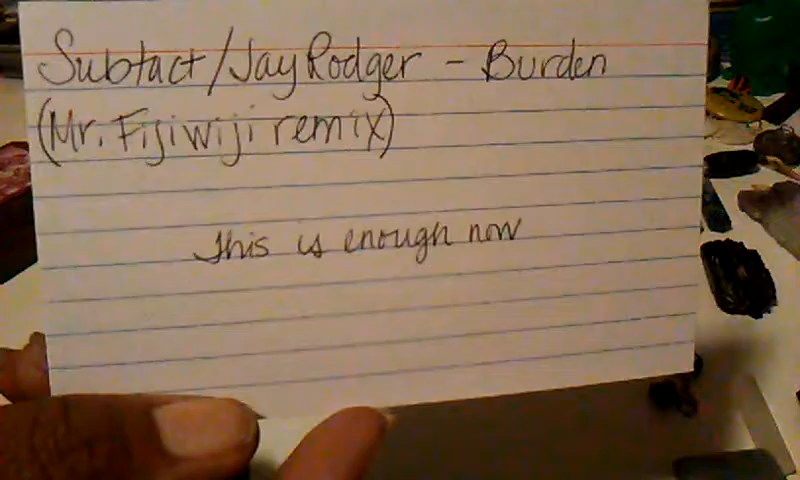 Subtact/Jay Rodger - Burden
(Mr. Fijiwiji remix)
This is enough now